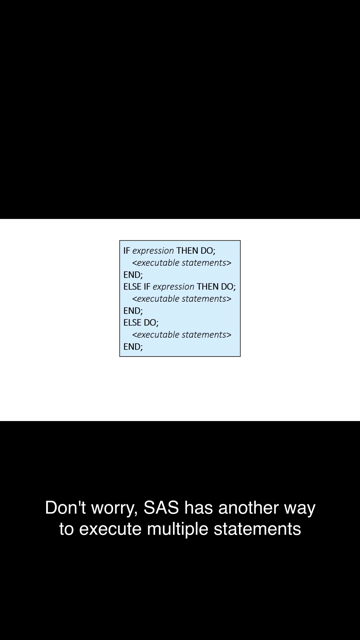 IF expression THEN DO;
<executable statements>
END;
ELSE IF expression THEN DO;
<executable statements>
END;
ELSE DO;
<executable statements>
END;
Don't worry, SAS has another way
to execute multiple statements